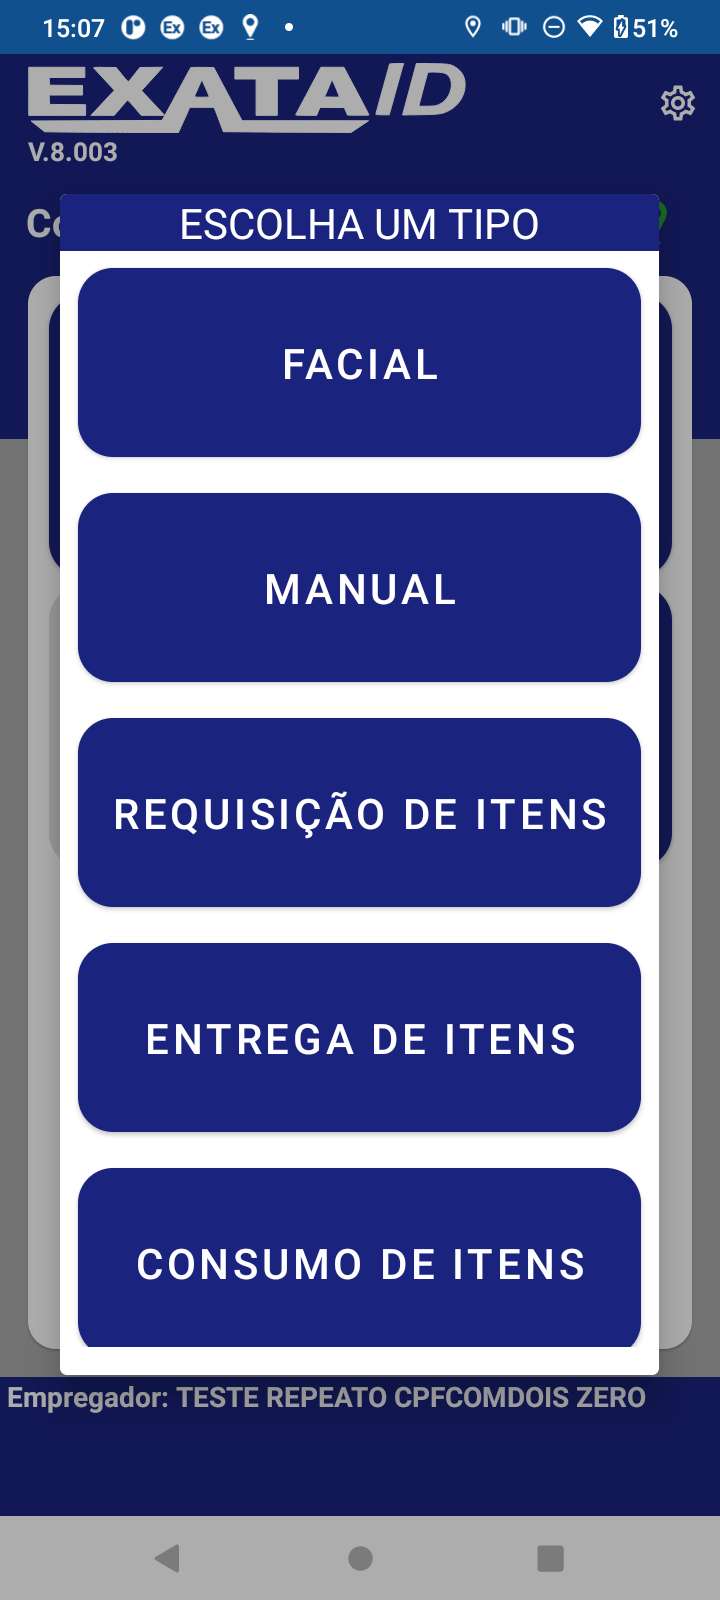 15:07
51%
EXATAID
V.8.003
ESCOLHA UM TIPO
FACIAL
MANUAL
REQUISIÇÃO DE ITENS
ENTREGA DE ITENS
CONSUMO DE ITENS
Empregador: TESTE REPEATO CPFCOMDOIS ZERO